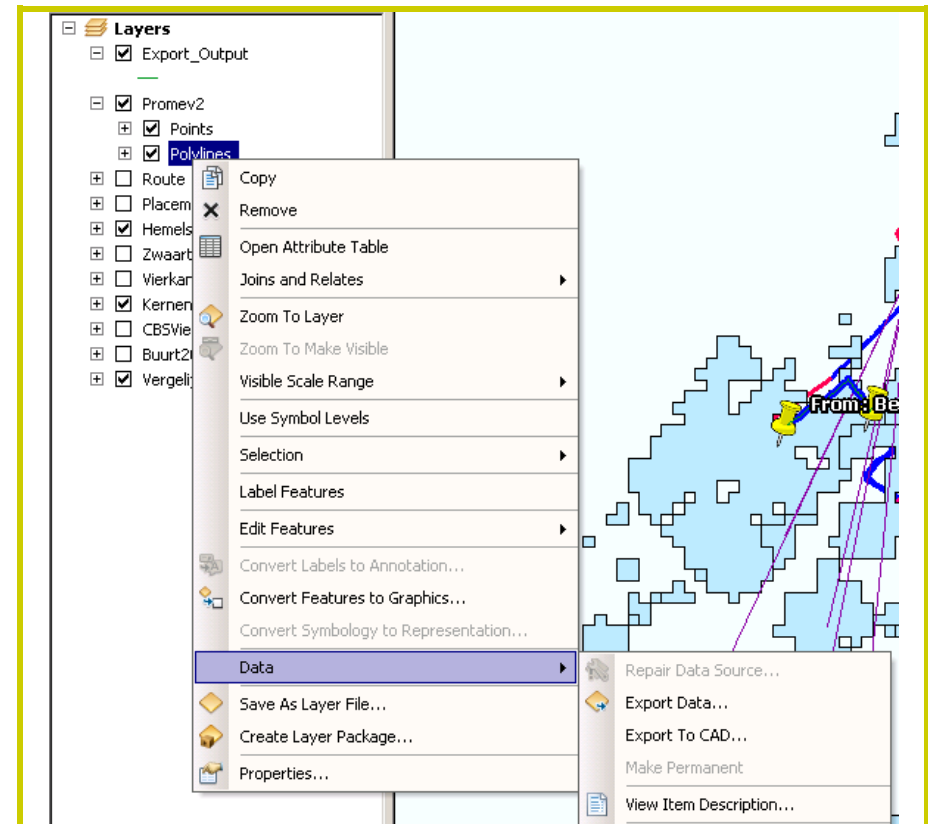 Layers
Export_Output
Promev2
Points
Polylines
Route
Placem
Hemels
Zwaart
Vierkan
Kernen
CBSVie
Buurt2
Vergelij
Copy
Remove
Open Attribute Table
Joins and Relates
Zoom To Layer
Zoom To Make Visible
Visible Scale Range
Use Symbol Levels
Selection
Label Features
Edit Features
Convert Labels to Annotation...
Convert Features to Graphics...
Convert Symbology to Representation...
Data
Save As Layer File...
Create Layer Package...
Properties...
Repair Data Source...
Export Data...
Export To CAD...
Make Permanent
View Item Description...
From: Be